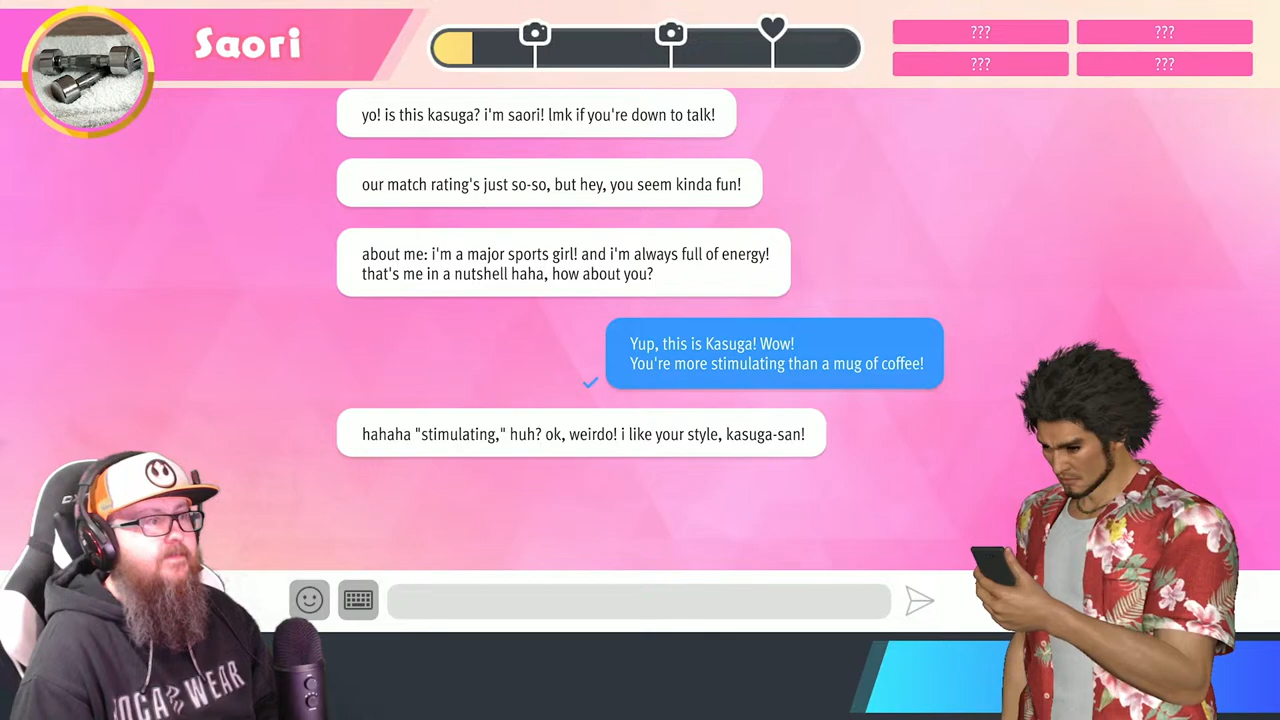 Saori
???
???
???
???
yo! is this kasuga? i'm saori! lmk if you're down to talk!
our match rating's just so-so, but hey, you seem kinda fun!
about me: i'm a major sports girl! and i'm always full of energy!
that's me in a nutshell haha, how about you?
Yup, this is Kasuga! Wow!
You're more stimulating than a mug of coffee!
hahaha "stimulating," huh? ok, weirdo! i like your style, kasuga-san!
WEAR